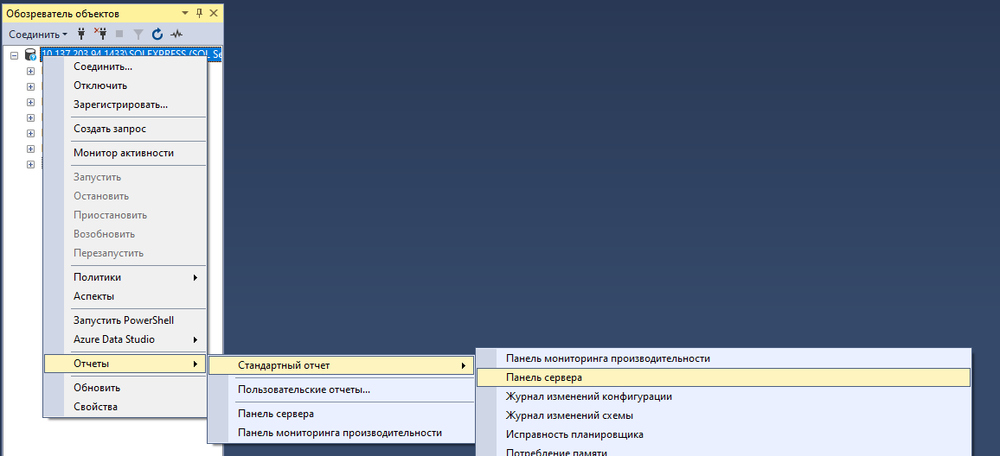 Обозреватель объектов
Соединить
10.137.203.94,1433\SQLEXPRESS (SQL Se
Соединить...
Отключить
Зарегистрировать...
Создать запрос
Монитор активности
Запустить
Остановить
Приостановить
Возобновить
Перезапустить
Политики
Аспекты
Запустить PowerShell
Azure Data Studio
Отчеты
Обновить
Свойства
Стандартный отчет
Пользовательские отчеты...
Панель сервера
Панель мониторинга производительности
Панель мониторинга производительности
Панель сервера
Журнал изменений конфигурации
Журнал изменений схемы
Исправность планировщика
Потребление памяти